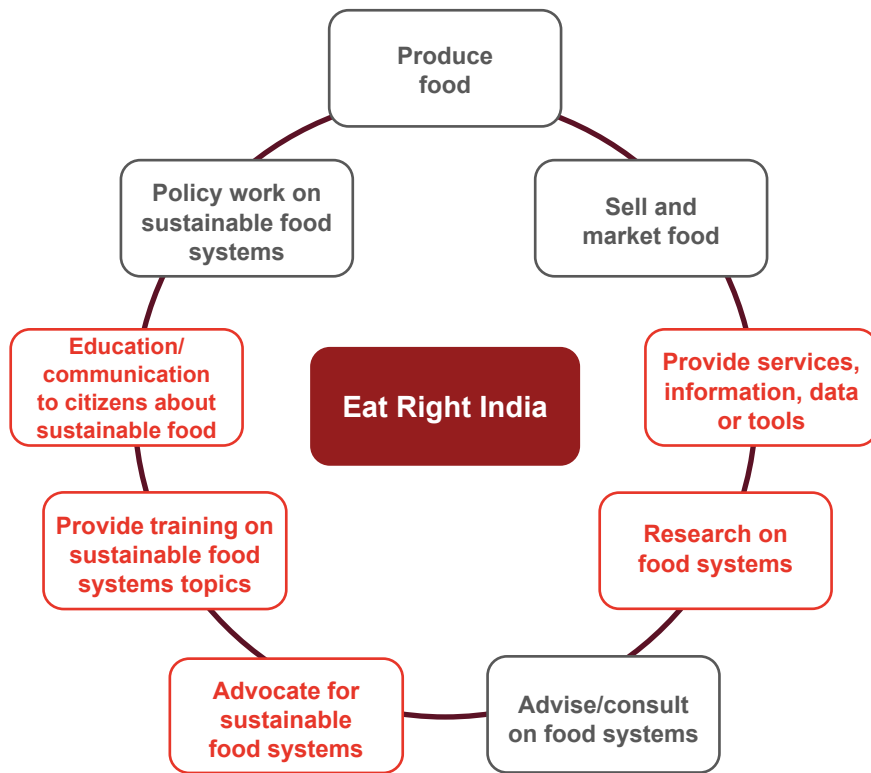 Produce
food
Policy work on
sustainable food
systems
Sell and
market food
Education/
communication
to citizens about
sustainable food
Eat Right India
Provide services,
information, data
or tools
Provide training on
sustainable food
systems topics
Research on
food systems
Advocate for
sustainable
food systems
Advise/consult
on food systems